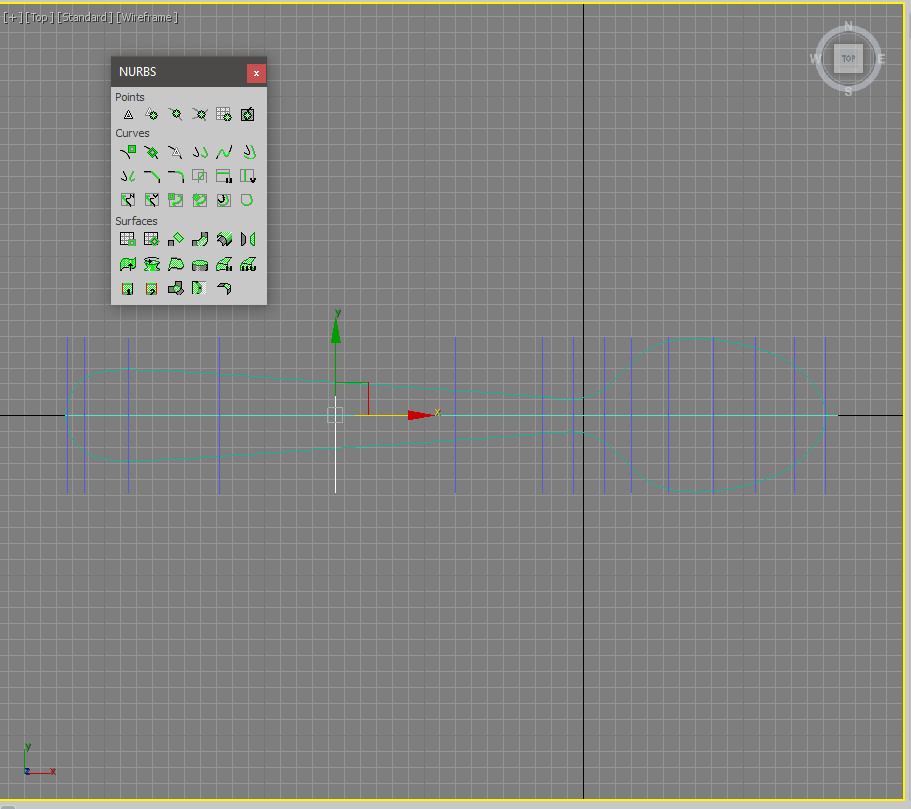 [+] [Top ] [Standard ] [Wireframe ]
N
W
TOP
E
S
NURBS
x
Points
Curves
Surfaces
y
x
y
z
x